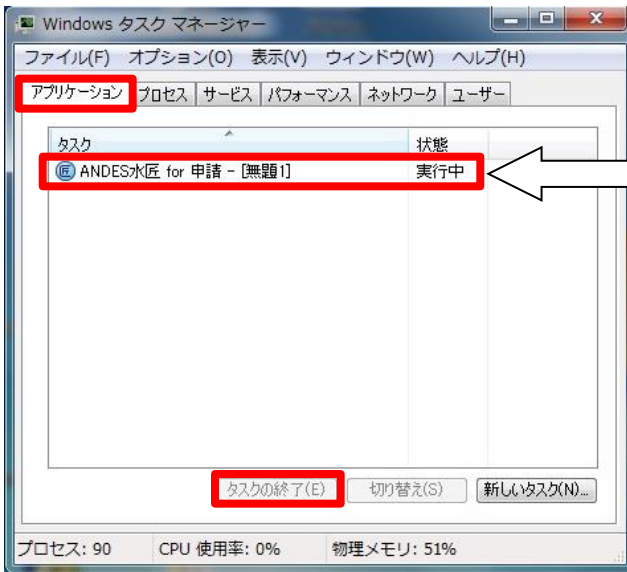 Windows タスク マネージャー
ファイル(F) オプション(O) 表示(V) ウィンドウ(W) ヘルプ(H)
アプリケーション プロセス サービス パフォーマンス ネットワーク ユーザー
タスク 状態
匠 ANDES水匠 for 申請 - [無題1] 実行中
タスクの終了(E) 切り替え(S) 新しいタスク(N)...
プロセス: 90 CPU 使用率: 0% 物理メモリ: 51%